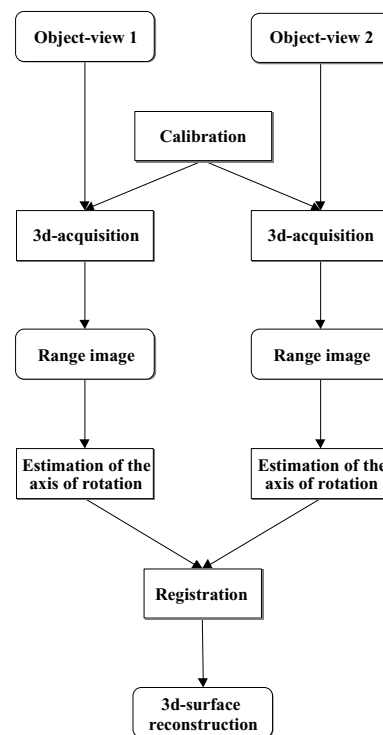 Object-view 1
Object-view 2
Calibration
3d-acquisition
3d-acquisition
Range image
Range image
Estimation of the
axis of rotation
Estimation of the
axis of rotation
Registration
3d-surface
reconstruction